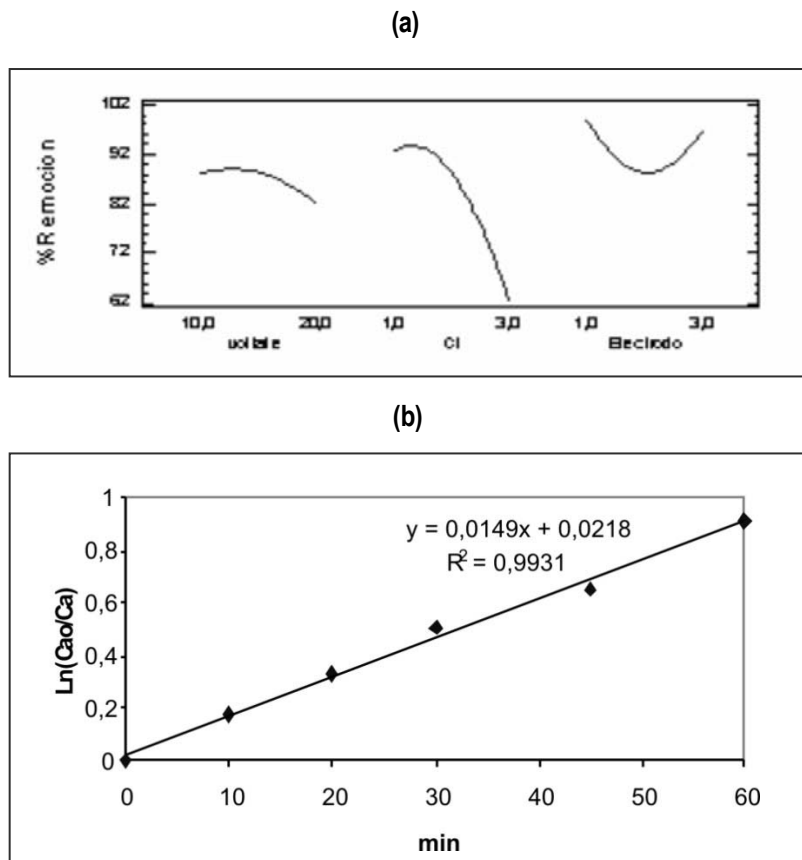 (a)
%Remocion
102
92
82
72
62
10,0 20,0 1,0 3,0 1,0 3,0
voltale CI Electrodo
(b)
Ln(Cao/Ca)
1
0,8
0,6
0,4
0,2
0
y = 0,0149x + 0,0218
R² = 0,9931
0 10 20 30 40 50 60
min